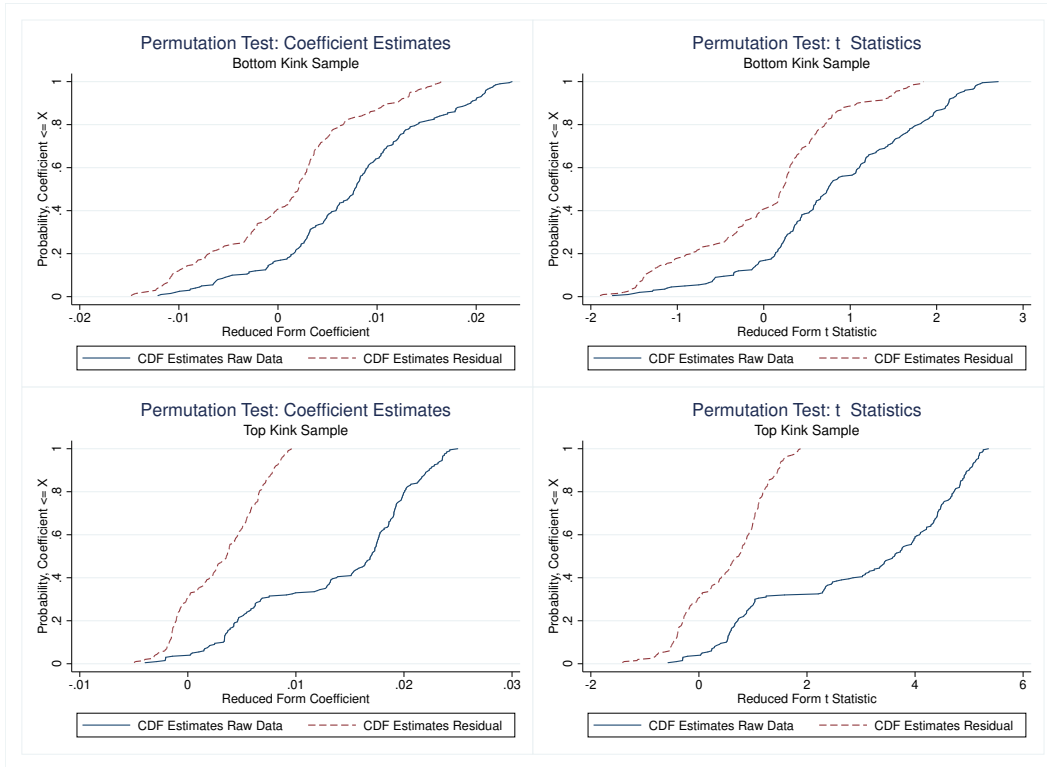 Permutation Test: Coefficient Estimates
Bottom Kink Sample
Probability, Coefficient <= X
0 .2 .4 .6 .8 1
-.02 -.01 0 .01 .02
Reduced Form Coefficient
CDF Estimates Raw Data CDF Estimates Residual
Permutation Test: t Statistics
Bottom Kink Sample
Probability, Coefficient <= X
0 .2 .4 .6 .8 1
-2 -1 0 1 2 3
Reduced Form t Statistic
CDF Estimates Raw Data CDF Estimates Residual
Permutation Test: Coefficient Estimates
Top Kink Sample
Probability, Coefficient <= X
0 .2 .4 .6 .8 1
-.01 0 .01 .02 .03
Reduced Form Coefficient
CDF Estimates Raw Data CDF Estimates Residual
Permutation Test: t Statistics
Top Kink Sample
Probability, Coefficient <= X
0 .2 .4 .6 .8 1
-2 0 2 4 6
Reduced Form t Statistic
CDF Estimates Raw Data CDF Estimates Residual